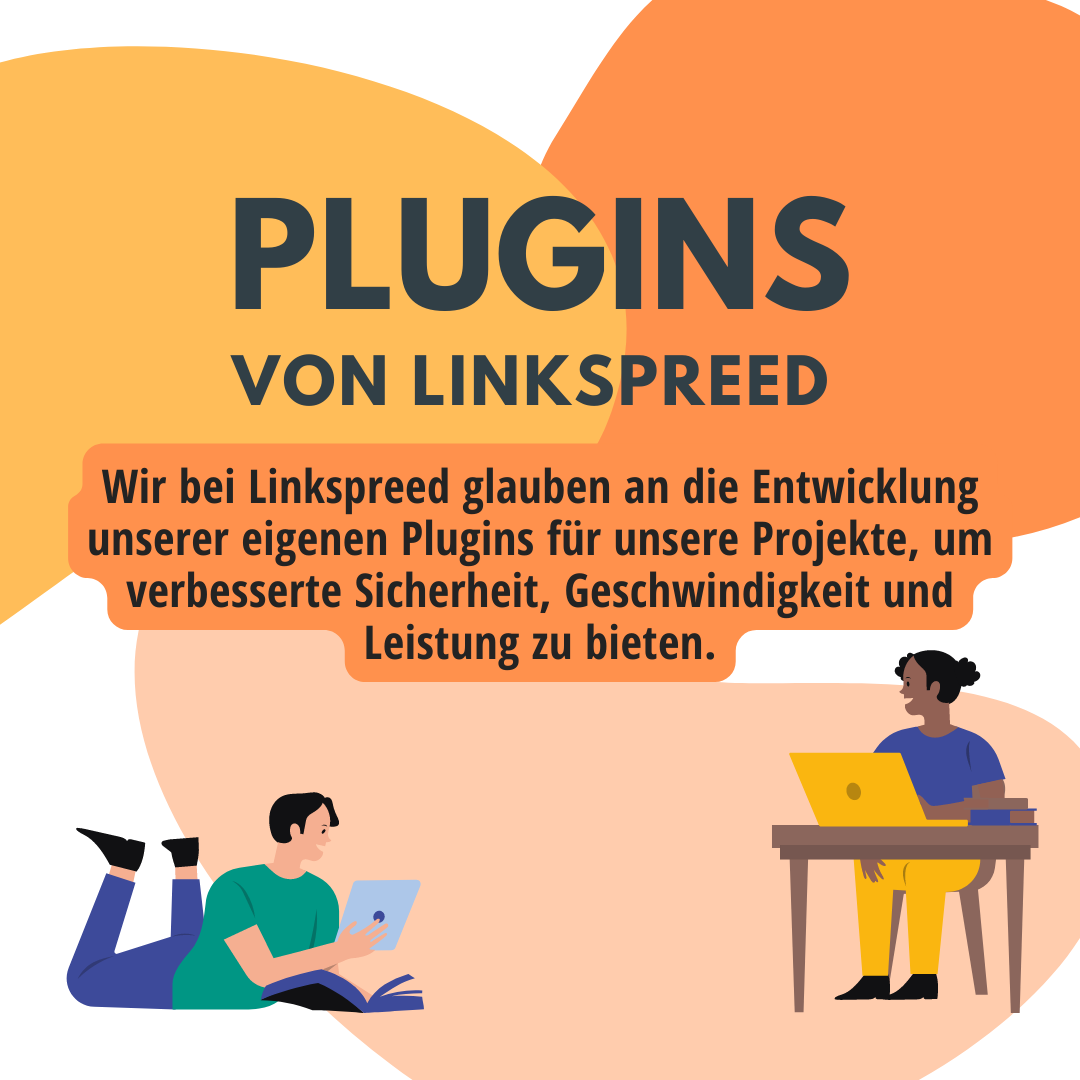 PLUGINS
VON LINKSPREED
Wir bei Linkspreed glauben an die Entwicklung
unserer eigenen Plugins für unsere Projekte, um
verbesserte Sicherheit, Geschwindigkeit und
Leistung zu bieten.